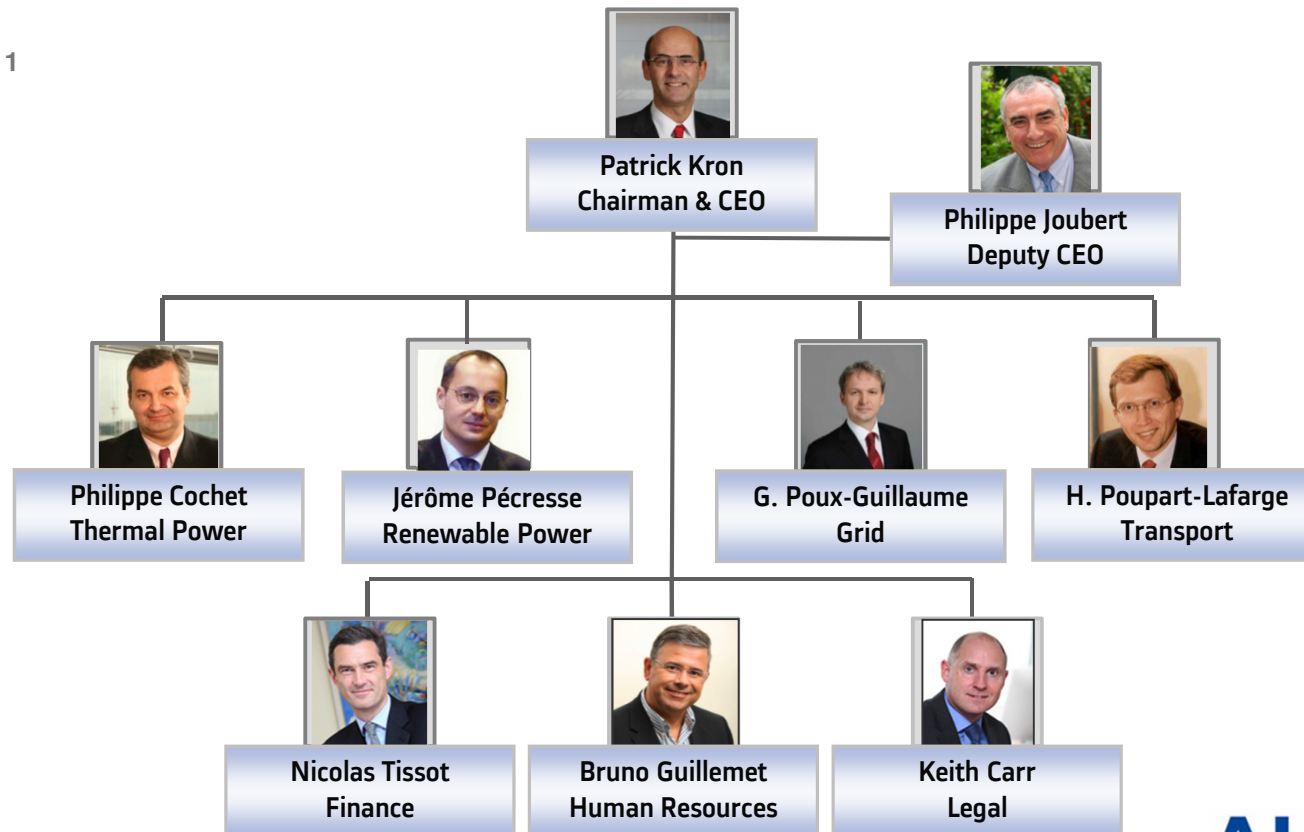 1
Patrick Kron
Chairman & CEO
Philippe Joubert
Deputy CEO
Philippe Cochet
Thermal Power
Jérôme Pécresse
Renewable Power
G. Poux-Guillaume
Grid
H. Poupart-Lafarge
Transport
Nicolas Tissot
Finance
Bruno Guillemet
Human Resources
Keith Carr
Legal